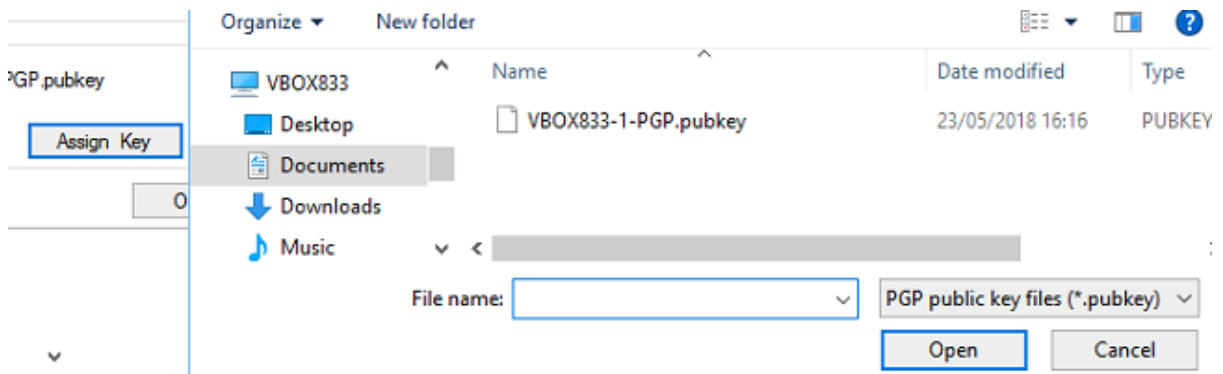 Organize New folder
Name Date modified Type
PGP.pubkey
VBOX833
Desktop
VBOX833-1-PGP.pubkey 23/05/2018 16:16 PUBKEY
Assign Key
Documents
O
Downloads
Music
File name: PGP public key files (*.pubkey)
Open Cancel